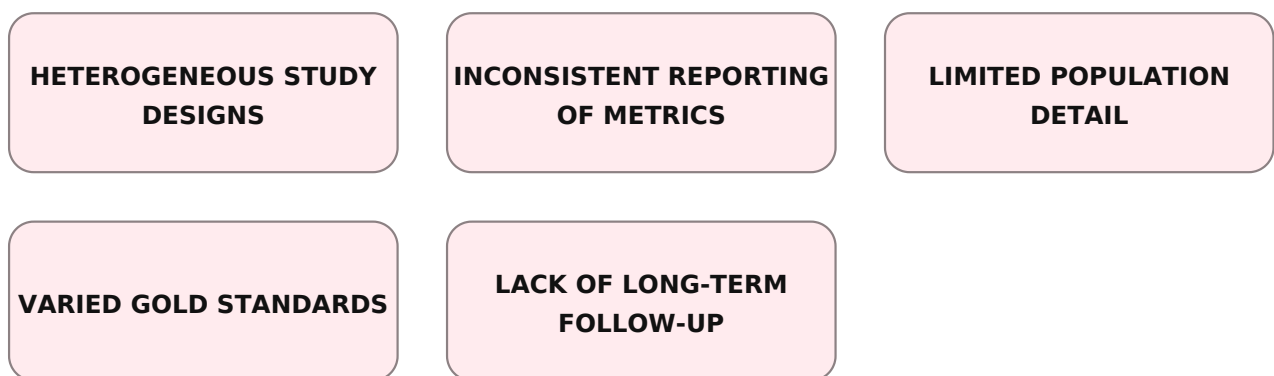 HETEROGENEOUS STUDY
DESIGNS
INCONSISTENT REPORTING
OF METRICS
LIMITED POPULATION
DETAIL
VARIED GOLD STANDARDS
LACK OF LONG-TERM
FOLLOW-UP